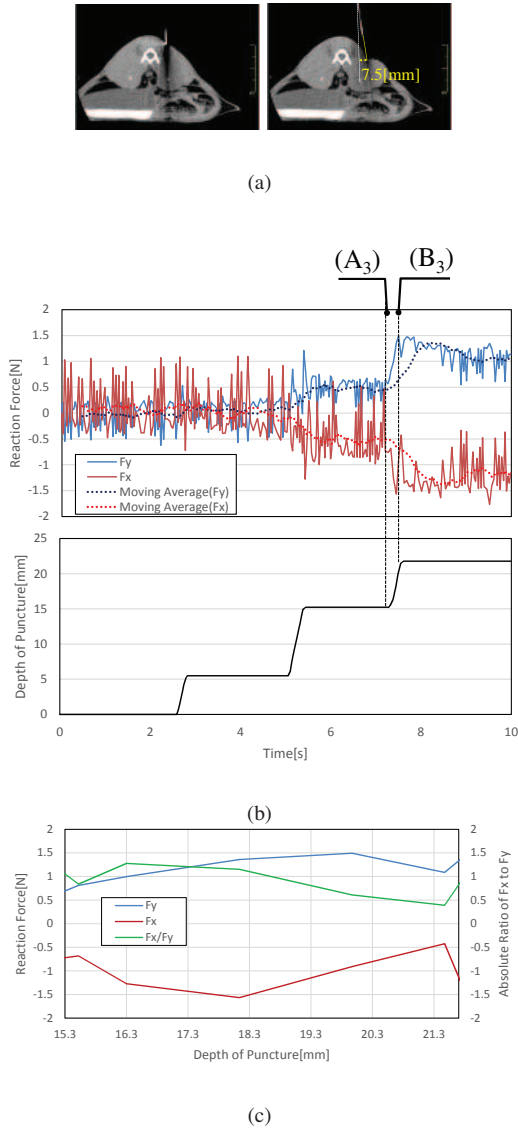 7.5[mm]
(a)
(A3) (B3)
Reaction Force[N]
2
1.5
1
0.5
0
-0.5
-1
-1.5
-2
Fy
Fx
Moving Average(Fy)
Moving Average(Fx)
Depth of Puncture[mm]
25
20
15
10
5
0
0 2 4 6 8 10
Time[s]
(b)
Reaction Force[N]
2
1.5
1
0.5
0
-0.5
-1
-1.5
-2
Fy
Fx
Fx/Fy
2
1.5
1
0.5
0
-0.5
-1
-1.5
-2
Absolute Ratio of Fx to Fy
15.3 16.3 17.3 18.3 19.3 20.3 21.3
Depth of Puncture[mm]
(c)